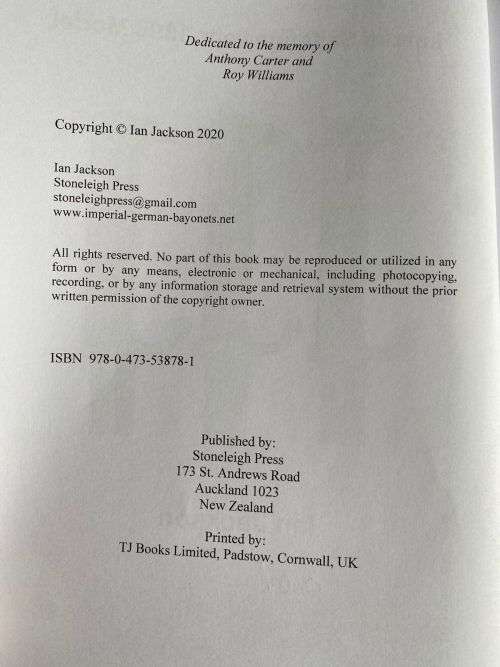 Dedicated to the memory of
Anthony Carter and
Roy Williams
Copyright © Ian Jackson 2020
Ian Jackson
Stoneleigh Press
stoneleighpress@gmail.com
www.imperial-german-bayonets.net
All rights reserved. No part of this book may be reproduced or utilized in any
form or by any means, electronic or mechanical, including photocopying,
recording, or by any information storage and retrieval system without the prior
written permission of the copyright owner.
ISBN 978-0-473-53878-1
Published by:
Stoneleigh Press
173 St. Andrews Road
Auckland 1023
New Zealand
Printed by:
TJ Books Limited, Padstow, Cornwall, UK